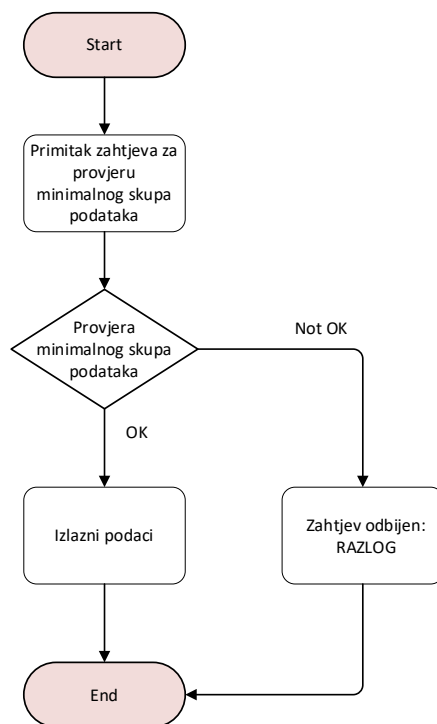 Start
Primitak zahtjeva za
provjeru
minimalnog skupa
podataka
Provjera
minimalnog skupa
podataka
Not OK
OK
Izlazni podaci
Zahtjev odbijen:
RAZLOG
End